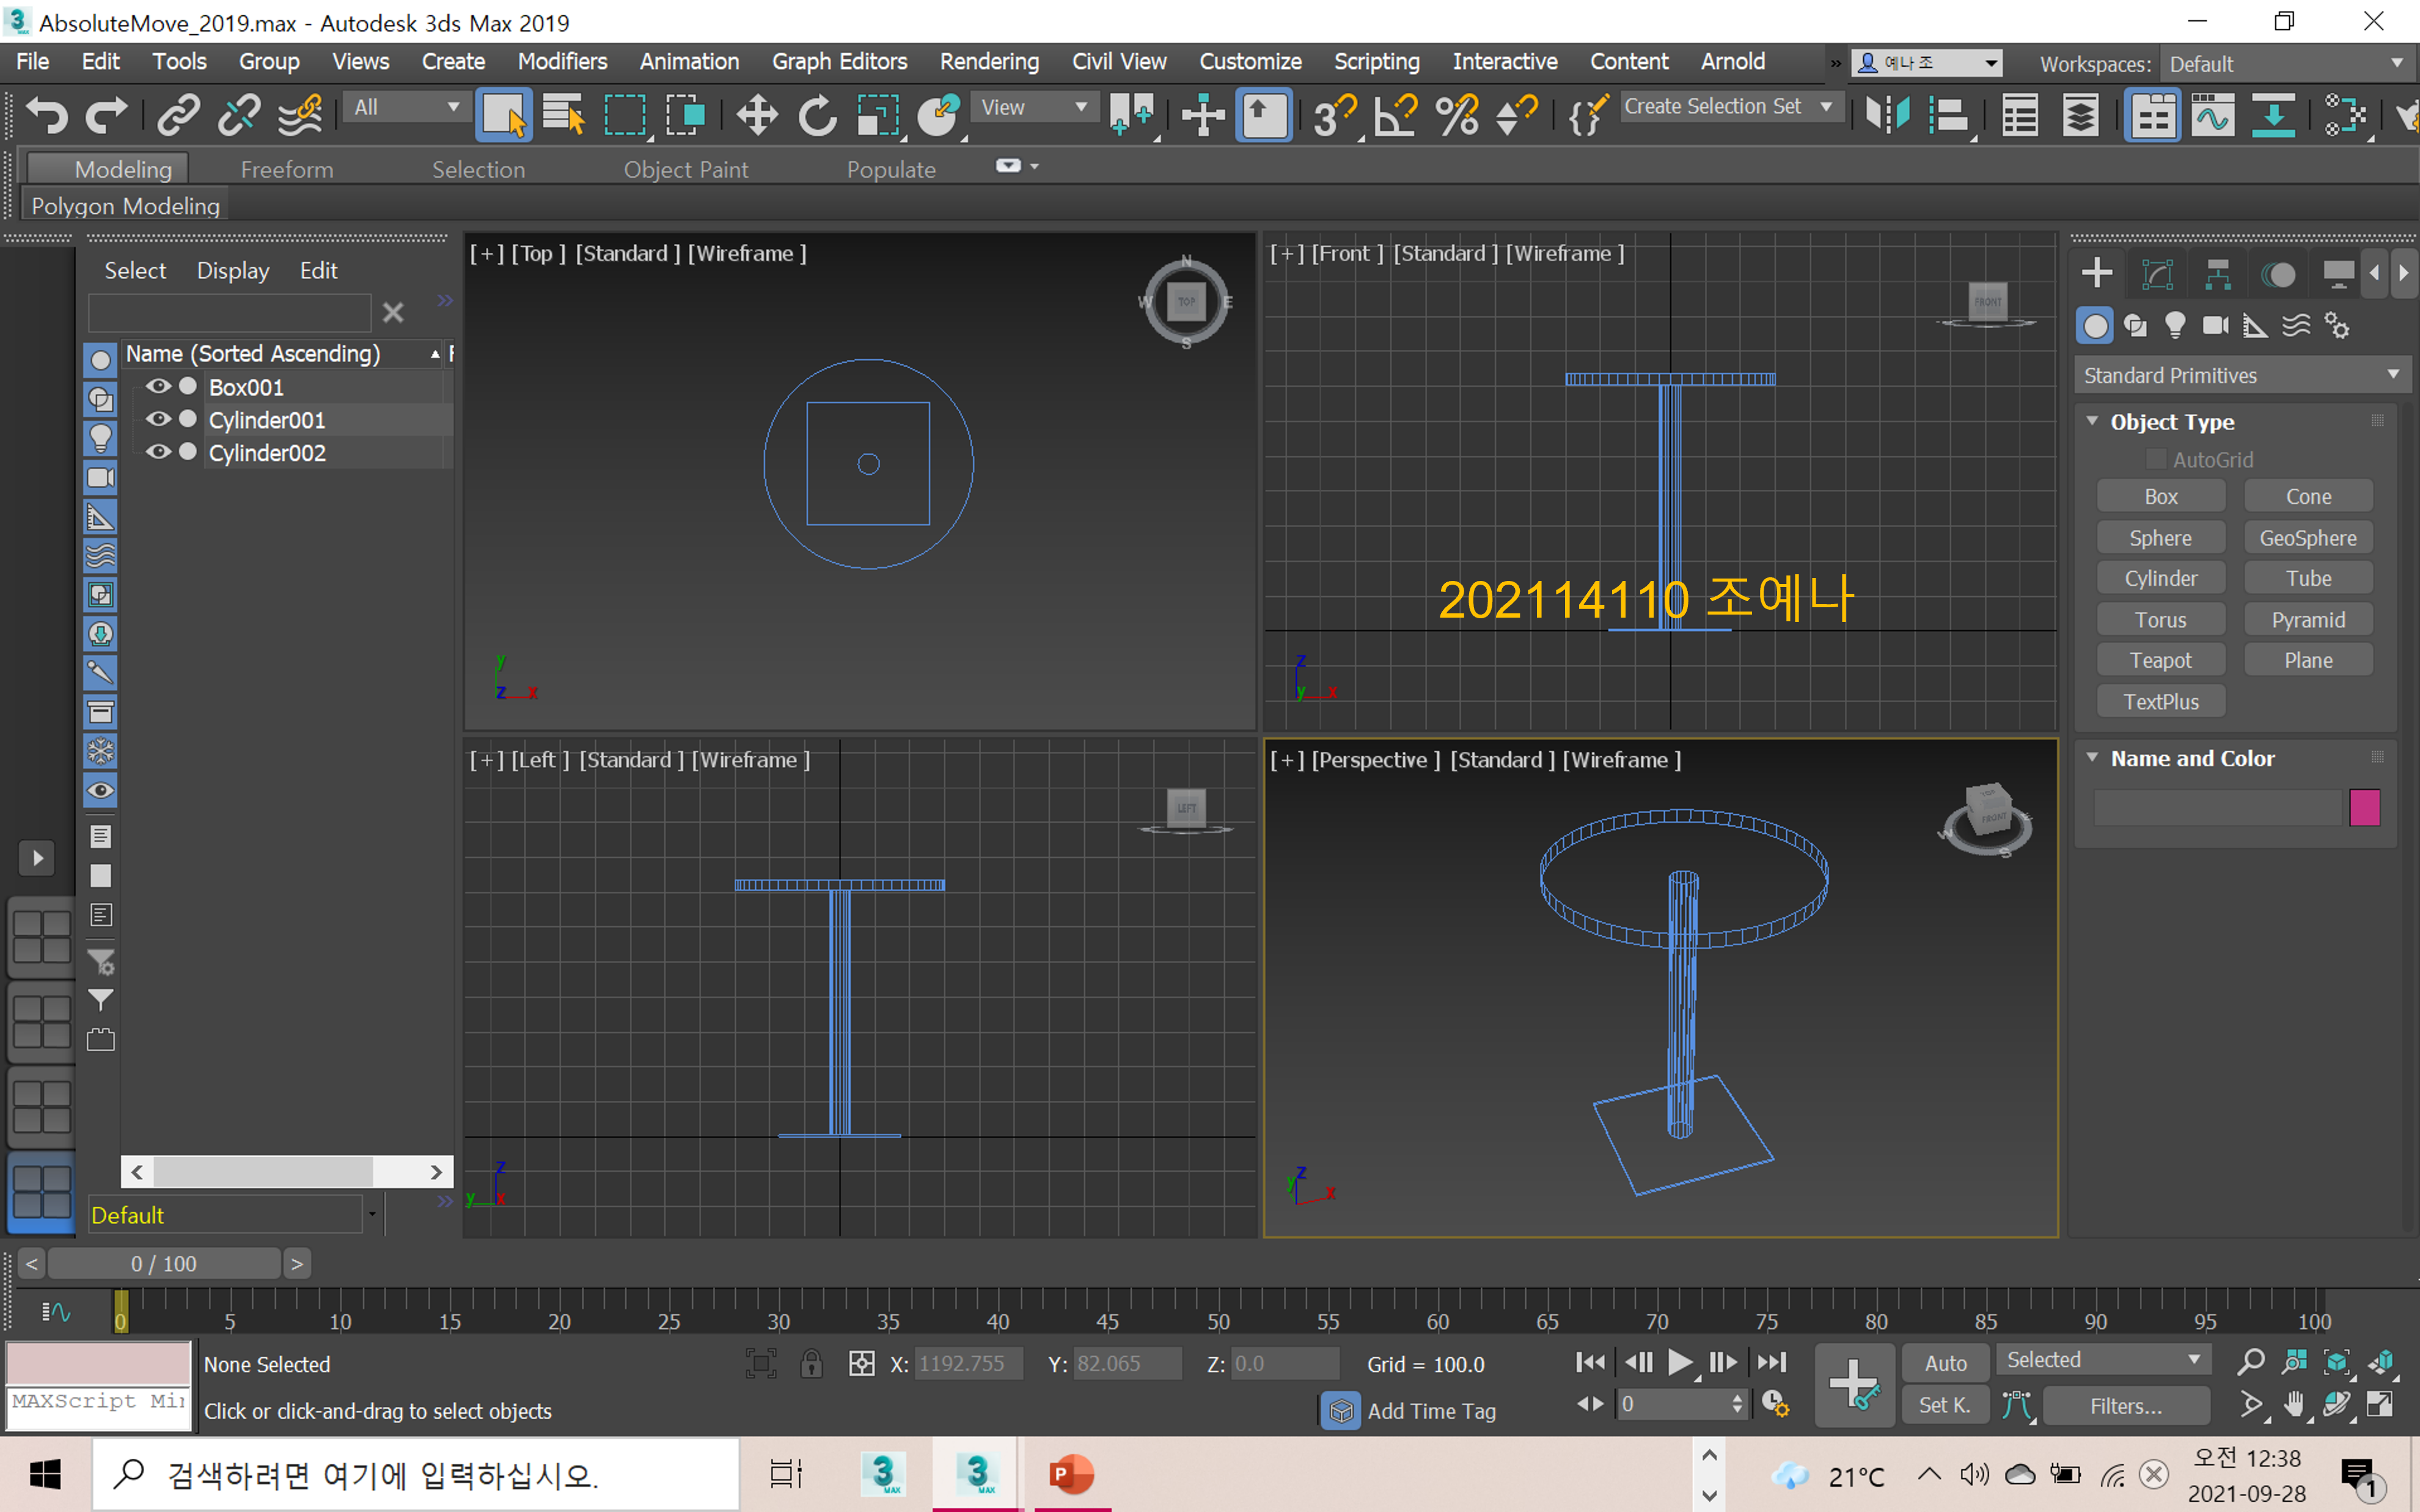 AbsoluteMove_2019.max - Autodesk 3ds Max 2019
File Edit Tools Group Views Create Modifiers Animation Graph Editors Rendering Civil View Customize Scripting Interactive Content Arnold » 예나 조 Workspaces: Default
All View Create Selection Set
Modeling Freeform Selection Object Paint Populate
Polygon Modeling
Select Display Edit
Name (Sorted Ascending)
Box001
Cylinder001
Cylinder002
Default
[+] [Top ] [Standard ] [Wireframe ]
N
W TOP E
S
y
z x
[+] [Front ] [Standard ] [Wireframe ]
FRONT
202114110 조예나
z
y x
[+] [Left ] [Standard ] [Wireframe ]
LEFT
z
y x
[+] [Perspective ] [Standard ] [Wireframe ]
TOP
FRONT
W S
z
y x
Standard Primitives
Object Type
AutoGrid
Box Cone
Sphere GeoSphere
Cylinder Tube
Torus Pyramid
Teapot Plane
TextPlus
Name and Color
< 0 / 100 >
0 5 10 15 20 25 30 35 40 45 50 55 60 65 70 75 80 85 90 95 100
None Selected X: 1192.755 Y: 82.065 Z: 0.0 Grid = 100.0 Auto Selected
MAXScript Mi
Click or click-and-drag to select objects Add Time Tag 0 Set K. Filters...
검색하려면 여기에 입력하십시오. 21°C 오전 12:38
2021-09-28 1